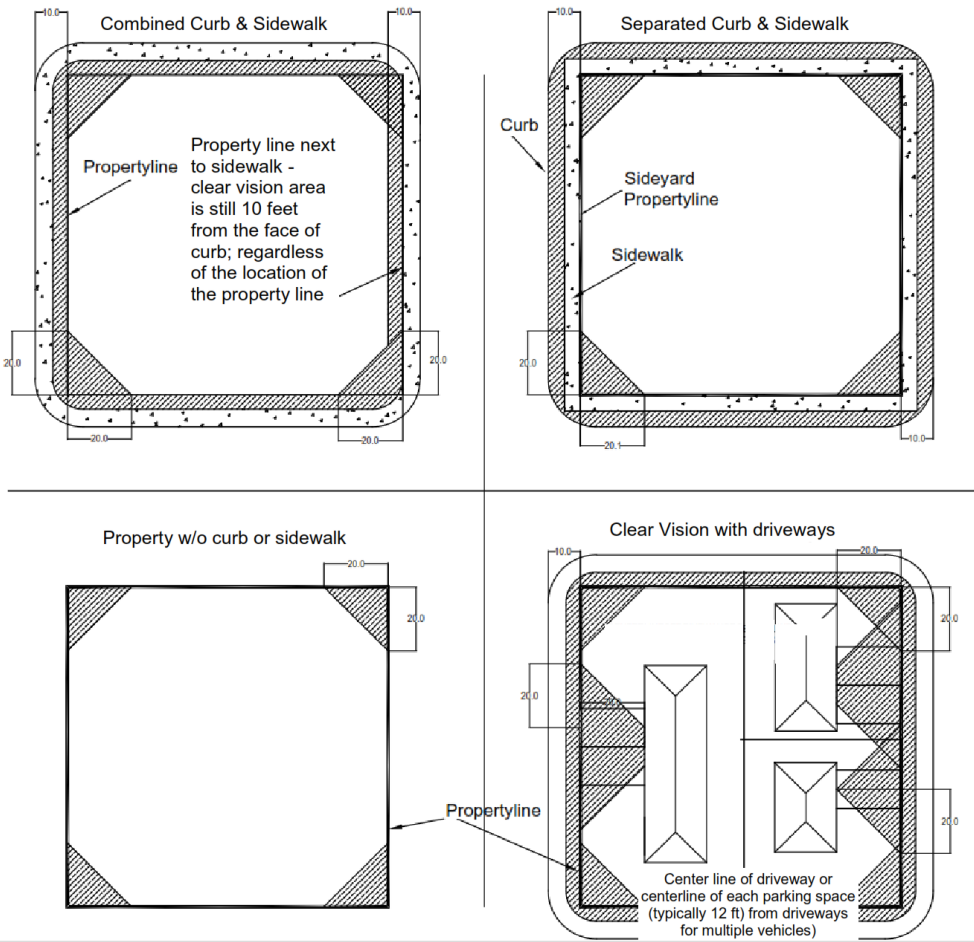 10.0
Combined Curb & Sidewalk
10.0
Propertyline
Property line next
to sidewalk -
clear vision area
is still 10 feet
from the face of
curb; regardless
of the location of
the property line
20.0
20.0
20.0
20.0
10.0
Separated Curb & Sidewalk
Curb
Sideyard
Propertyline
Sidewalk
20.0
20.1
10.0
Property w/o curb or sidewalk
20.0
20.0
Propertyline
Clear Vision with driveways
10.0
20.0
20.0
20.0
20.0
Center line of driveway or
centerline of each parking space
(typically 12 ft) from driveways
for multiple vehicles)